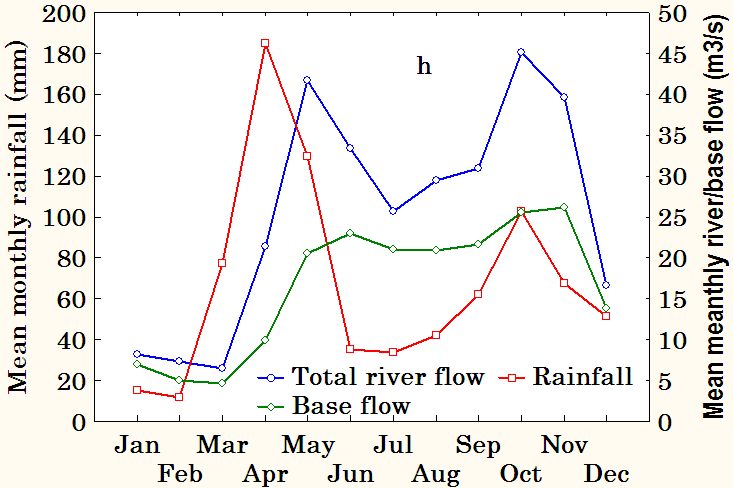 Mean monthly rainfall (mm)
200
180
160
140
120
100
80
60
40
20
0
h
50
45
40
35
30
25
20
15
10
5
0
Mean meanthly river/base flow (m3/s)
Total river flow
Rainfall
Base flow
Jan Mar May Jul Sep Nov
Feb Apr Jun Aug Oct Dec